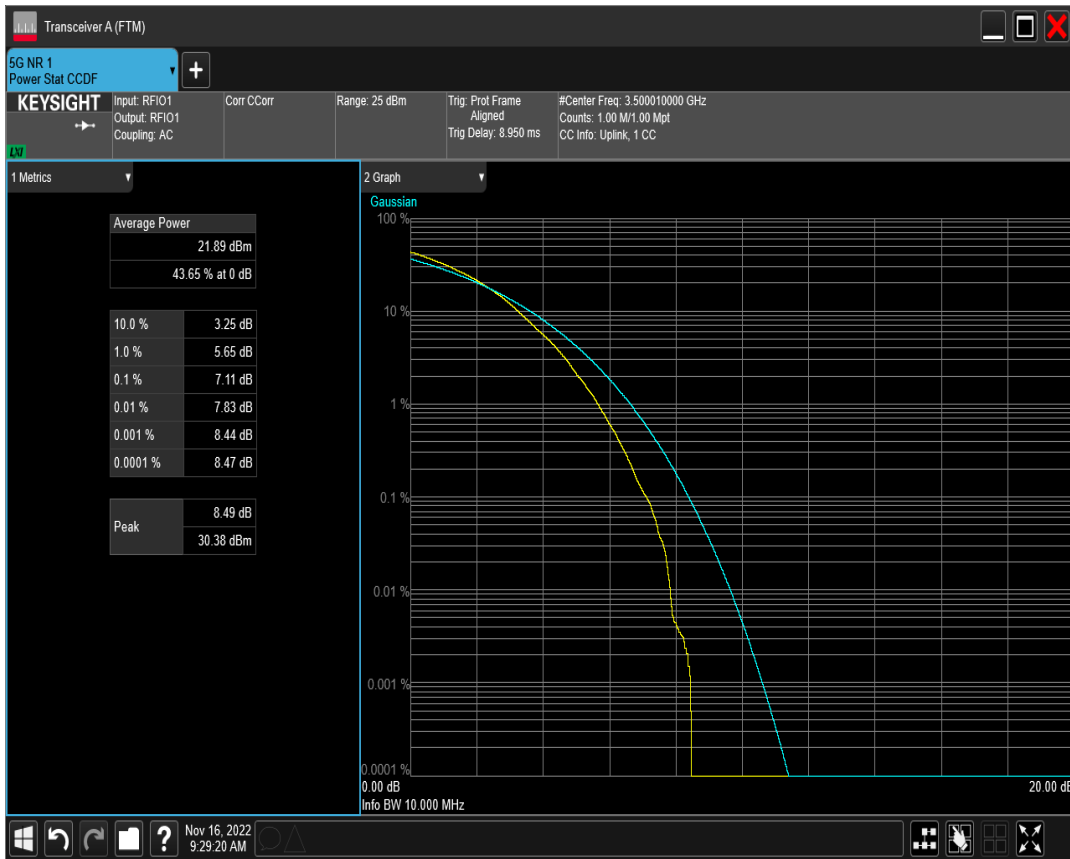 Transceiver A (FTM)
5G NR 1
Power Stat CCDF
KEYSIGHT
LXI
Input: RFIO1
Output: RFIO1
Coupling: AC
Corr CCorr
Range: 25 dBm
Trig: Prot Frame
Aligned
Trig Delay: 8.950 ms
#Center Freq: 3.500010000 GHz
Counts: 1.00 M/1.00 Mpt
CC Info: Uplink, 1 CC
1 Metrics
Average Power
21.89 dBm
43.65 % at 0 dB
10.0 % 3.25 dB
1.0 % 5.65 dB
0.1 % 7.11 dB
0.01 % 7.83 dB
0.001 % 8.44 dB
0.0001 % 8.47 dB
Peak
8.49 dB
30.38 dBm
2 Graph
Gaussian
100 %
10 %
1 %
0.1 %
0.01 %
0.001 %
0.0001 %
0.00 dB 20.00 dB
Info BW 10.000 MHz
Nov 16, 2022
9:29:20 AM